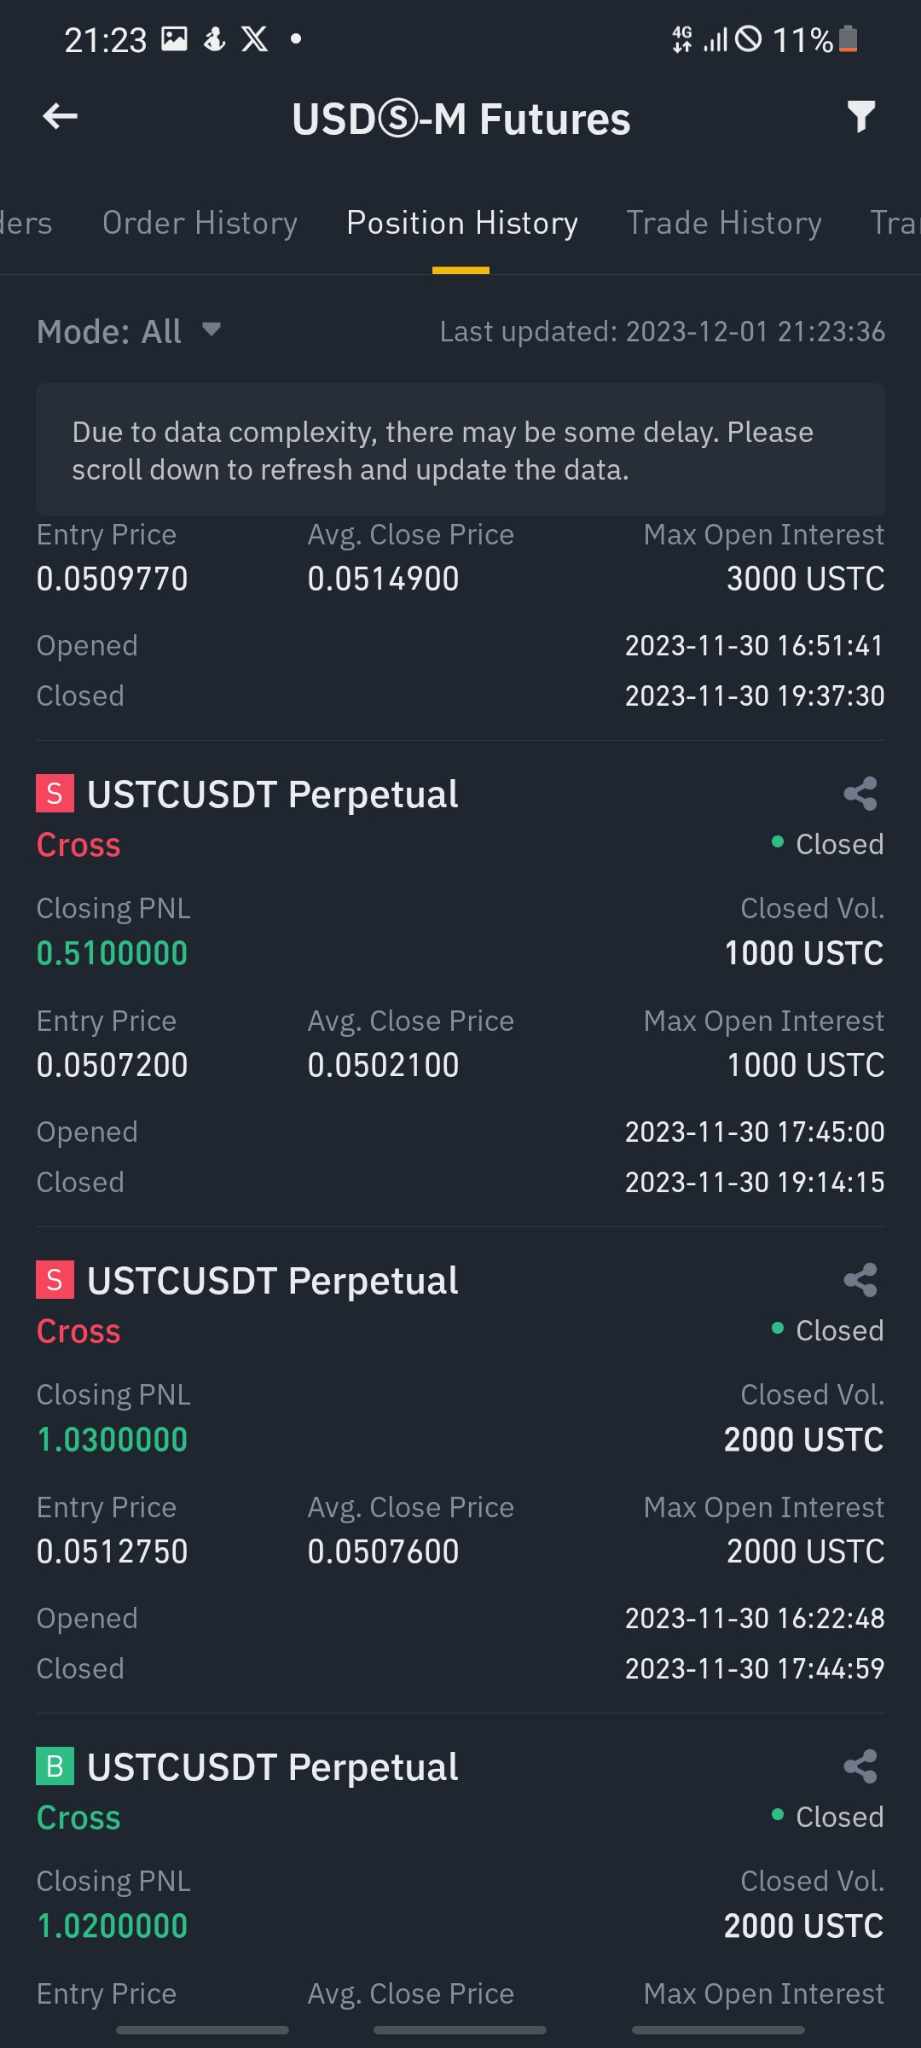 21:23
4G 11%
USDⓈ-M Futures
ders Order History Position History Trade History Tra
Mode: All Last updated: 2023-12-01 21:23:36
Due to data complexity, there may be some delay. Please
scroll down to refresh and update the data.
Entry Price Avg. Close Price Max Open Interest
0.0509770 0.0514900 3000 USTC
Opened 2023-11-30 16:51:41
Closed 2023-11-30 19:37:30
S USTCUSDT Perpetual
Cross Closed
Closing PNL Closed Vol.
0.5100000 1000 USTC
Entry Price Avg. Close Price Max Open Interest
0.0507200 0.0502100 1000 USTC
Opened 2023-11-30 17:45:00
Closed 2023-11-30 19:14:15
S USTCUSDT Perpetual
Cross Closed
Closing PNL Closed Vol.
1.0300000 2000 USTC
Entry Price Avg. Close Price Max Open Interest
0.0512750 0.0507600 2000 USTC
Opened 2023-11-30 16:22:48
Closed 2023-11-30 17:44:59
B USTCUSDT Perpetual
Cross Closed
Closing PNL Closed Vol.
1.0200000 2000 USTC
Entry Price Avg. Close Price Max Open Interest